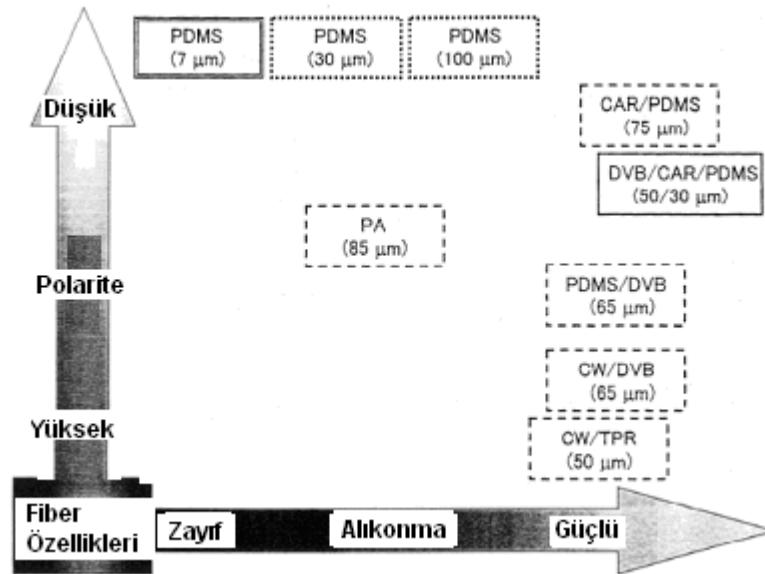 PDMS
(7 µm)
PDMS
(30 µm)
PDMS
(100 µm)
Düşük
CAR/PDMS
(75 µm)
DVB/CAR/PDMS
(50/30 µm)
PA
(85 µm)
Polarite
PDMS/DVB
(65 µm)
CW/DVB
(65 µm)
Yüksek
CW/TPR
(50 µm)
Fiber
Özellikleri
Zayıf
Alıkonma
Güçlü